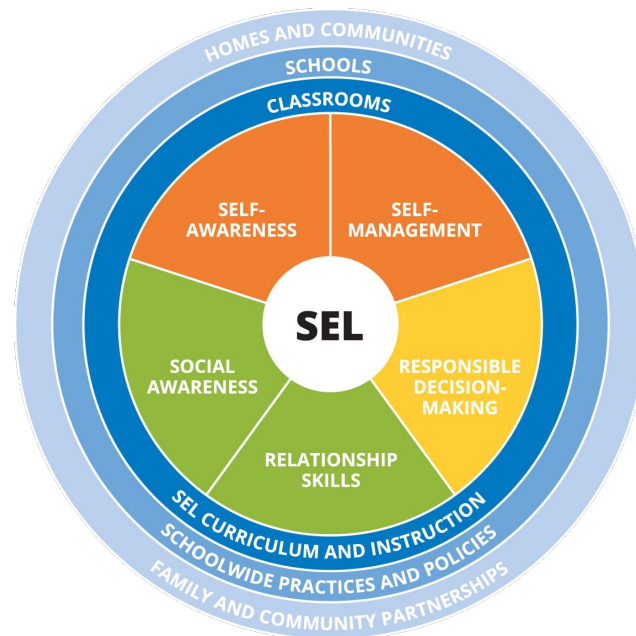 HOMES AND COMMUNITIES
SCHOOLS
CLASSROOMS
SELF-
AWARENESS
SELF-
MANAGEMENT
SEL
SOCIAL
AWARENESS
RESPONSIBLE
DECISION-
MAKING
RELATIONSHIP
SKILLS
SEL CURRICULUM AND INSTRUCTION
SCHOOLWIDE PRACTICES AND POLICIES
FAMILY AND COMMUNITY PARTNERSHIPS